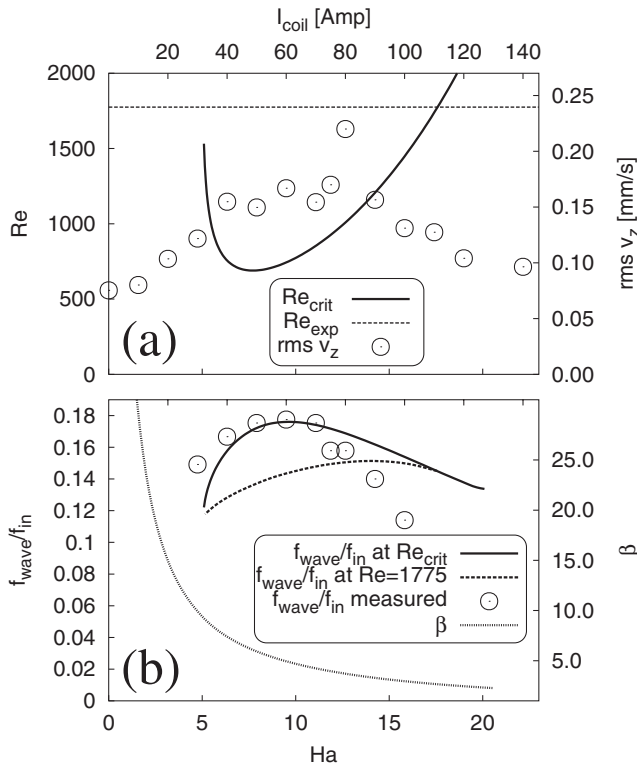 I_coil [Amp]
20 40 60 80 100 120 140
2000
1500
1000
500
0
Re
0.25
0.20
0.15
0.10
0.05
0.00
rms v_z [mm/s]
Re_crit
Re_exp
rms v_z
(a)
0.18
0.16
0.14
0.12
0.1
0.08
0.06
0.04
0.02
0
f_wave/f_in
25.0
20.0
15.0
10.0
5.0
β
f_wave/f_in at Re_crit
f_wave/f_in at Re=1775
f_wave/f_in measured
β
(b)
0 5 10 15 20
Ha